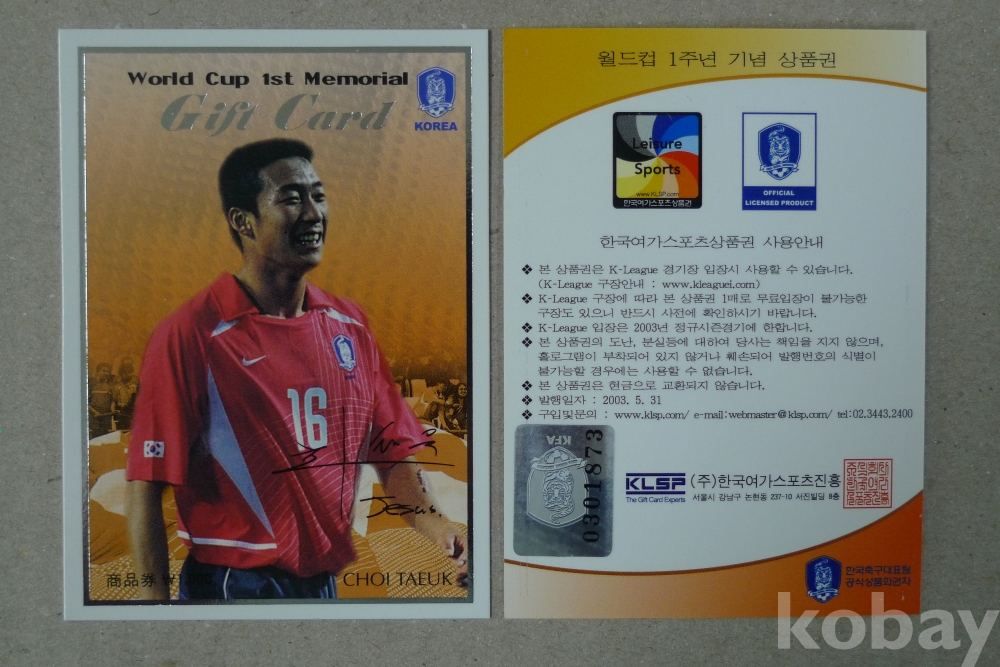 World Cup 1st Memorial
Gift Card
KOREA
16
Jesus.
商品券
CHOI TAEUK
월드컵 1주년 기념 상품권
Leisure
Sports
www.KLSP.com
한국여가스포츠상품권
OFFICIAL
LICENSED PRODUCT
한국여가스포츠상품권 사용안내
❖ 본 상품권은 K-League 경기장 입장시 사용할 수 있습니다.
(K-League 구장안내 : www.kleaguei.com)
❖ K-League 구장에 따라 본 상품권 1매로 무료입장이 불가능한
구장도 있으니 반드시 사전에 확인하시기 바랍니다.
❖ K-League 입장은 2003년 정규시즌경기에 한합니다.
❖ 본 상품권의 도난, 분실등에 대하여 당사는 책임을 지지 않으며,
홀로그램이 부착되어 있지 않거나 훼손되어 발행번호의 식별이
불가능할 경우에는 사용할 수 없습니다.
❖ 본 상품권은 현금으로 교환되지 않습니다.
❖ 발행일자 : 2003. 5. 31
❖ 구입및문의 : www.klsp.com/ e-mail:webmaster@klsp.com/ tel:02.3443.2400
KFA
0301873
KLSP
The Gift Card Experts
(주)한국여가스포츠진흥
서울시 강남구 논현동 237-10 서진빌딩 8층
한국축구대표팀
공식상품화권자
kobay